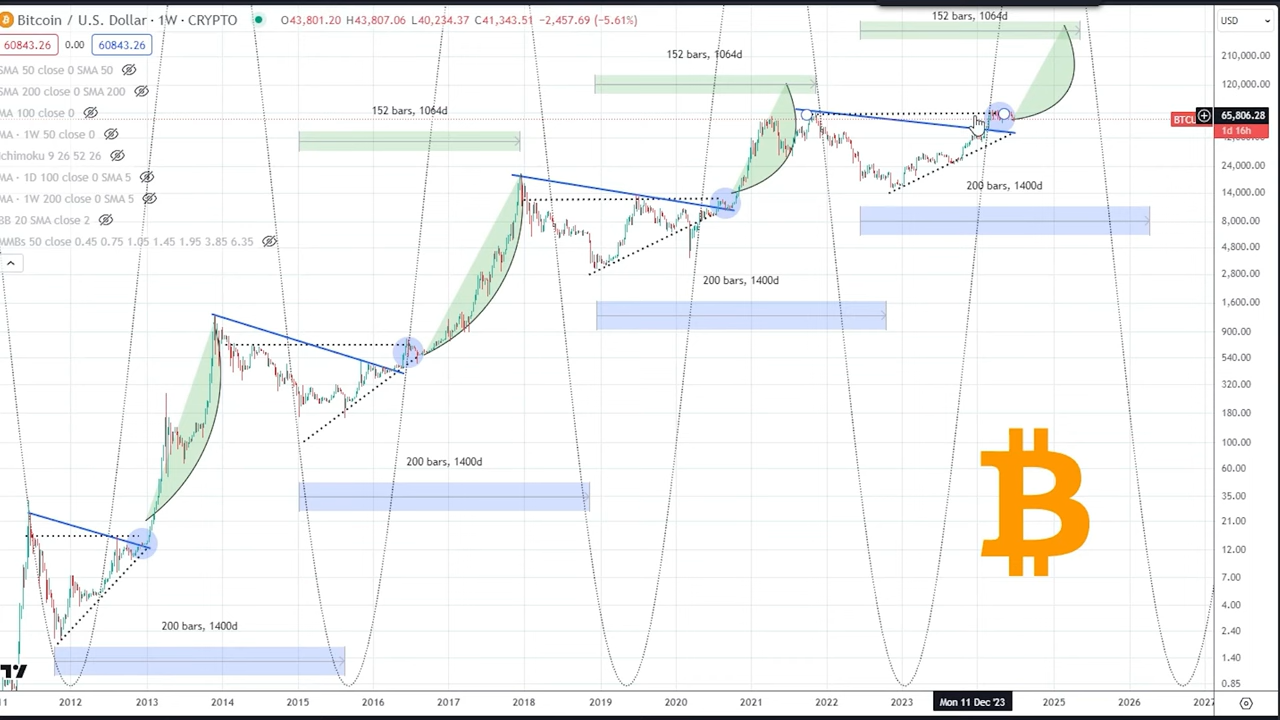 Bitcoin / U.S. Dollar · 1W · CRYPTO O43,801.20 H43,807.06 L40,234.37 C41,343.51 −2,457.69 (−5.61%)
60843.26 0.00 60843.26
SMA 50 close 0 SMA 50
SMA 200 close 0 SMA 200
MA 100 close 0
MA · 1W 50 close 0
Ichimoku 9 26 52 26
MA · 1D 100 close 0 SMA 5
MA · 1W 200 close 0 SMA 5
BB 20 SMA close 2
WMABs 50 close 0.45 0.75 1.05 1.45 1.95 3.85 6.35
152 bars, 1064d
152 bars, 1064d
152 bars, 1064d
200 bars, 1400d
200 bars, 1400d
200 bars, 1400d
200 bars, 1400d
USD
210,000.00
120,000.00
BTCU
65,806.28
1d 16h
24,000.00
14,000.00
8,000.00
4,800.00
2,800.00
1,600.00
900.00
540.00
320.00
180.00
100.00
60.00
35.00
21.00
12.00
7.00
4.00
2.40
1.40
0.85
2012 2013 2014 2015 2016 2017 2018 2019 2020 2021 2022 2023 Mon 11 Dec '23 2025 2026 2027